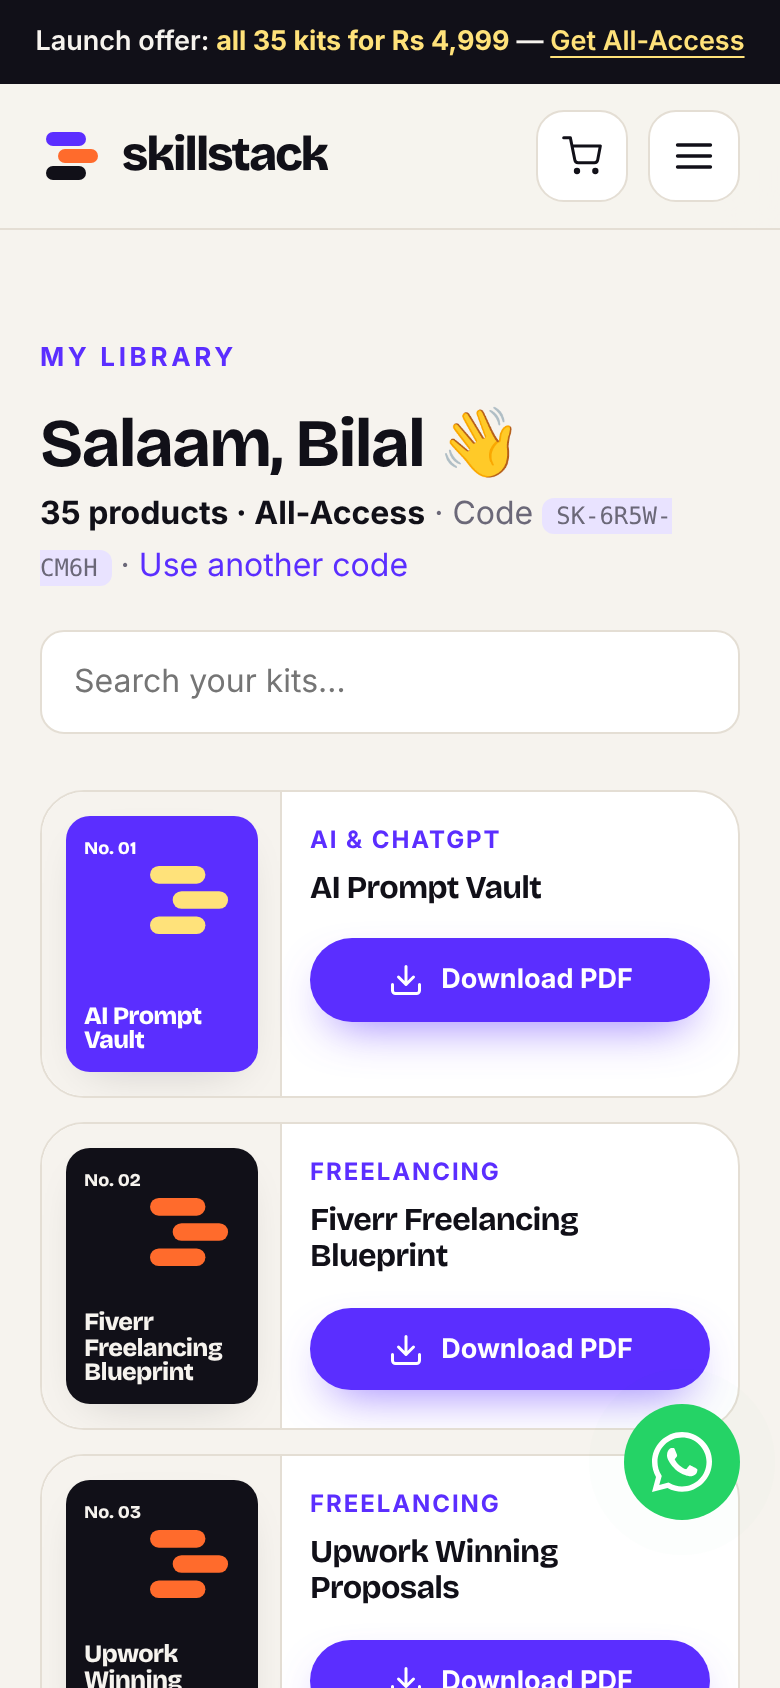 Launch offer: all 35 kits for Rs 4,999 — Get All-Access
skillstack
MY LIBRARY
Salaam, Bilal 👋
35 products · All-Access · Code SK-6R5W-
CM6H · Use another code
Search your kits...
No. 01
AI Prompt
Vault
AI & CHATGPT
AI Prompt Vault
Download PDF
No. 02
Fiverr
Freelancing
Blueprint
FREELANCING
Fiverr Freelancing
Blueprint
Download PDF
No. 03
Upwork
Winning
FREELANCING
Upwork Winning
Proposals
Download PDF